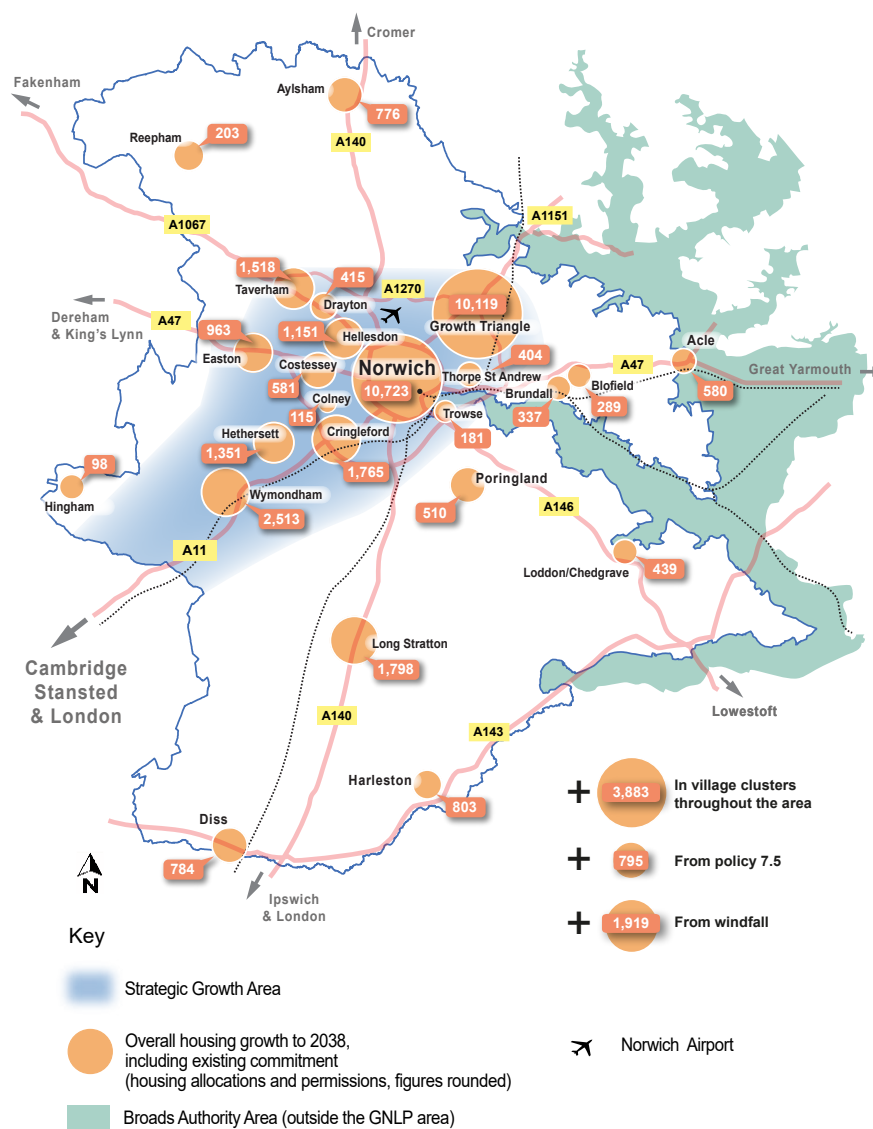 Cromer
Fakenham
Aylsham
776
Reepham
203
A140
A1151
A1067
1,518
415
Taverham
Drayton
A1270
10,119
Growth Triangle
Dereham
& King's Lynn
A47
963
1,151
Hellesdon
Easton
Costessey
Norwich
404
A47
Acle
Thorpe St Andrew
Great Yarmouth
581
10,723
Brundall
Blofield
580
Colney
115
Trowse
337
289
Hethersett
Cringleford
181
1,351
1,765
98
Hingham
Wymondham
2,513
Poringland
510
A146
A11
Loddon/Chedgrave
439
Long Stratton
1,798
Cambridge
Stansted
& London
A140
A143
Lowestoft
Harleston
803
Diss
784
N
Ipswich
& London
+ 3,883 In village clusters
throughout the area
+ 795 From policy 7.5
+ 1,919 From windfall
Key
Strategic Growth Area
Overall housing growth to 2038,
including existing commitment
(housing allocations and permissions, figures rounded)
Norwich Airport
Broads Authority Area (outside the GNLP area)